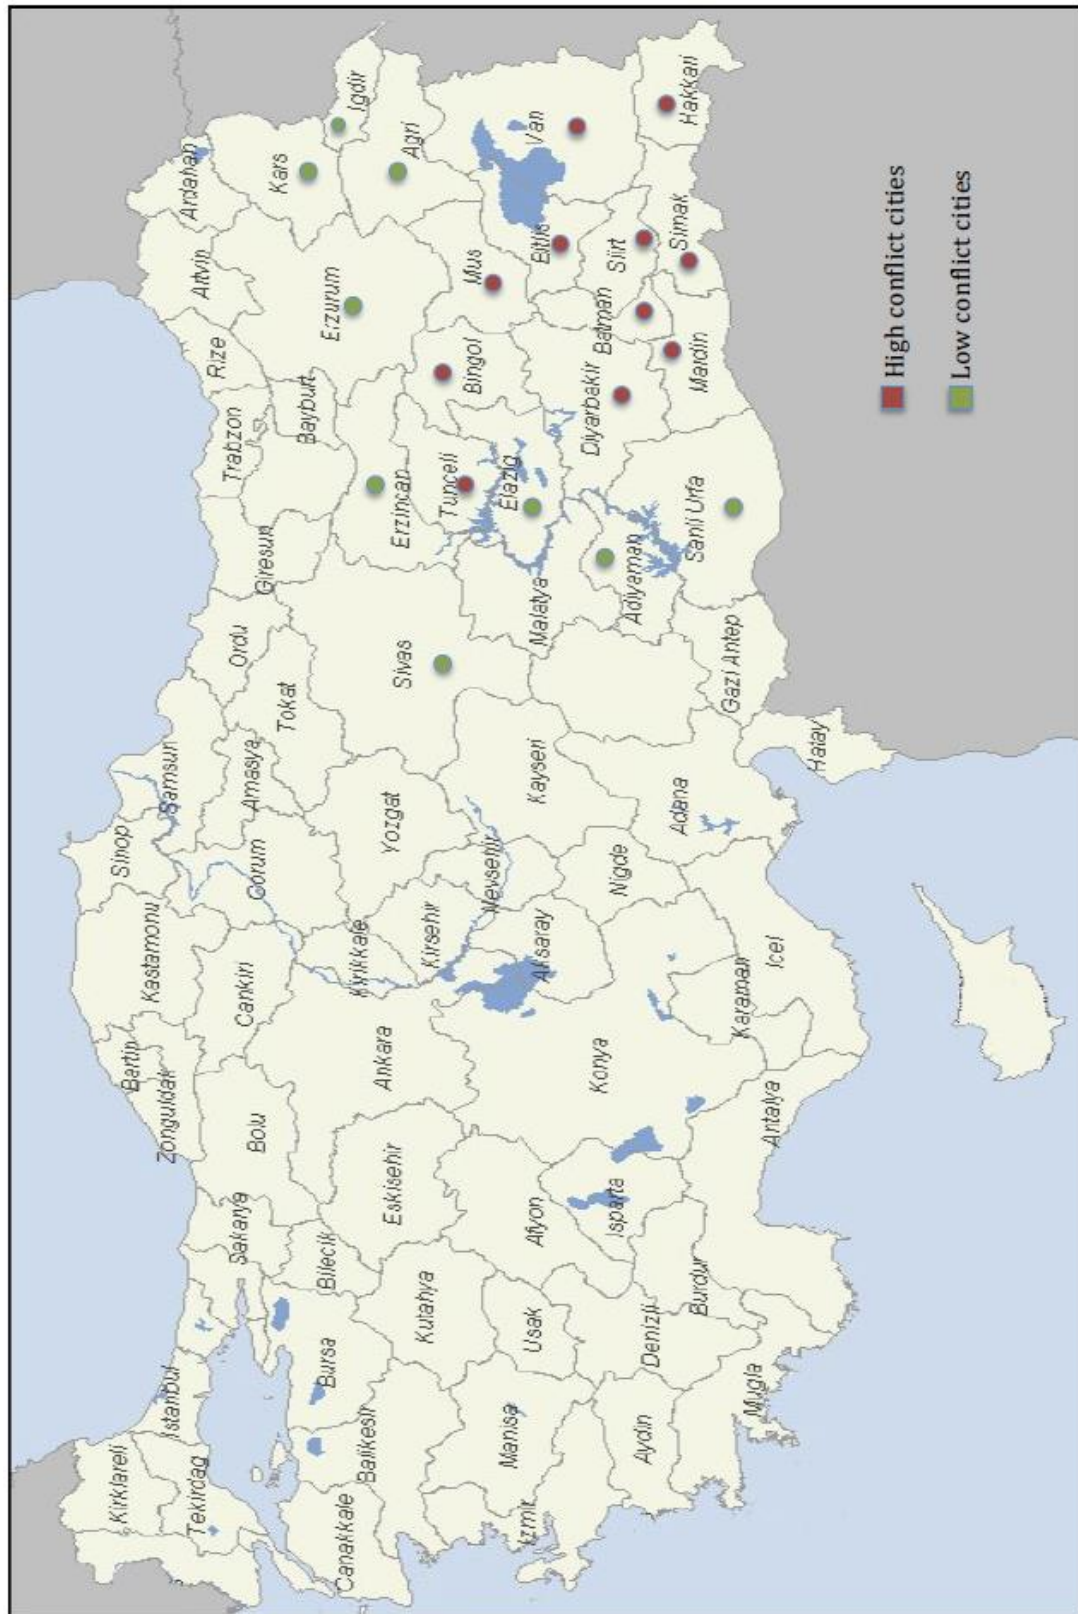 Kirklareli
Tekirdag
Istanbul
Canakkale
Balikesir
Bursa
Sakarya
Bilecik
Kutahya
Manisa
Izmir
Usak
Aydin
Denizli
Mugla
Burdur
Isparta
Afyon
Eskisehir
Bolu
Zonguldak
Bartin
Kastamonu
Cankiri
Ankara
Konya
Antalya
Karaman
Icel
Aksaray
Kirikkale
Kirsehir
Nevsehir
Nigde
Adana
Kayseri
Yozgat
Corum
Sinop
Samsun
Amasya
Tokat
Ordu
Sivas
Giresun
Trabzon
Bayburt
Rize
Artvin
Ardahan
Kars
Igdir
Agri
Erzurum
Erzincan
Tunceli
Elazig
Malatya
Adiyaman
Gazi Antep
Hatay
Sanli Urfa
Diyarbakir
Mardin
Batman
Bingol
Mus
Bitlis
Siirt
Sirnak
Van
Hakkari
High conflict cities
Low conflict cities